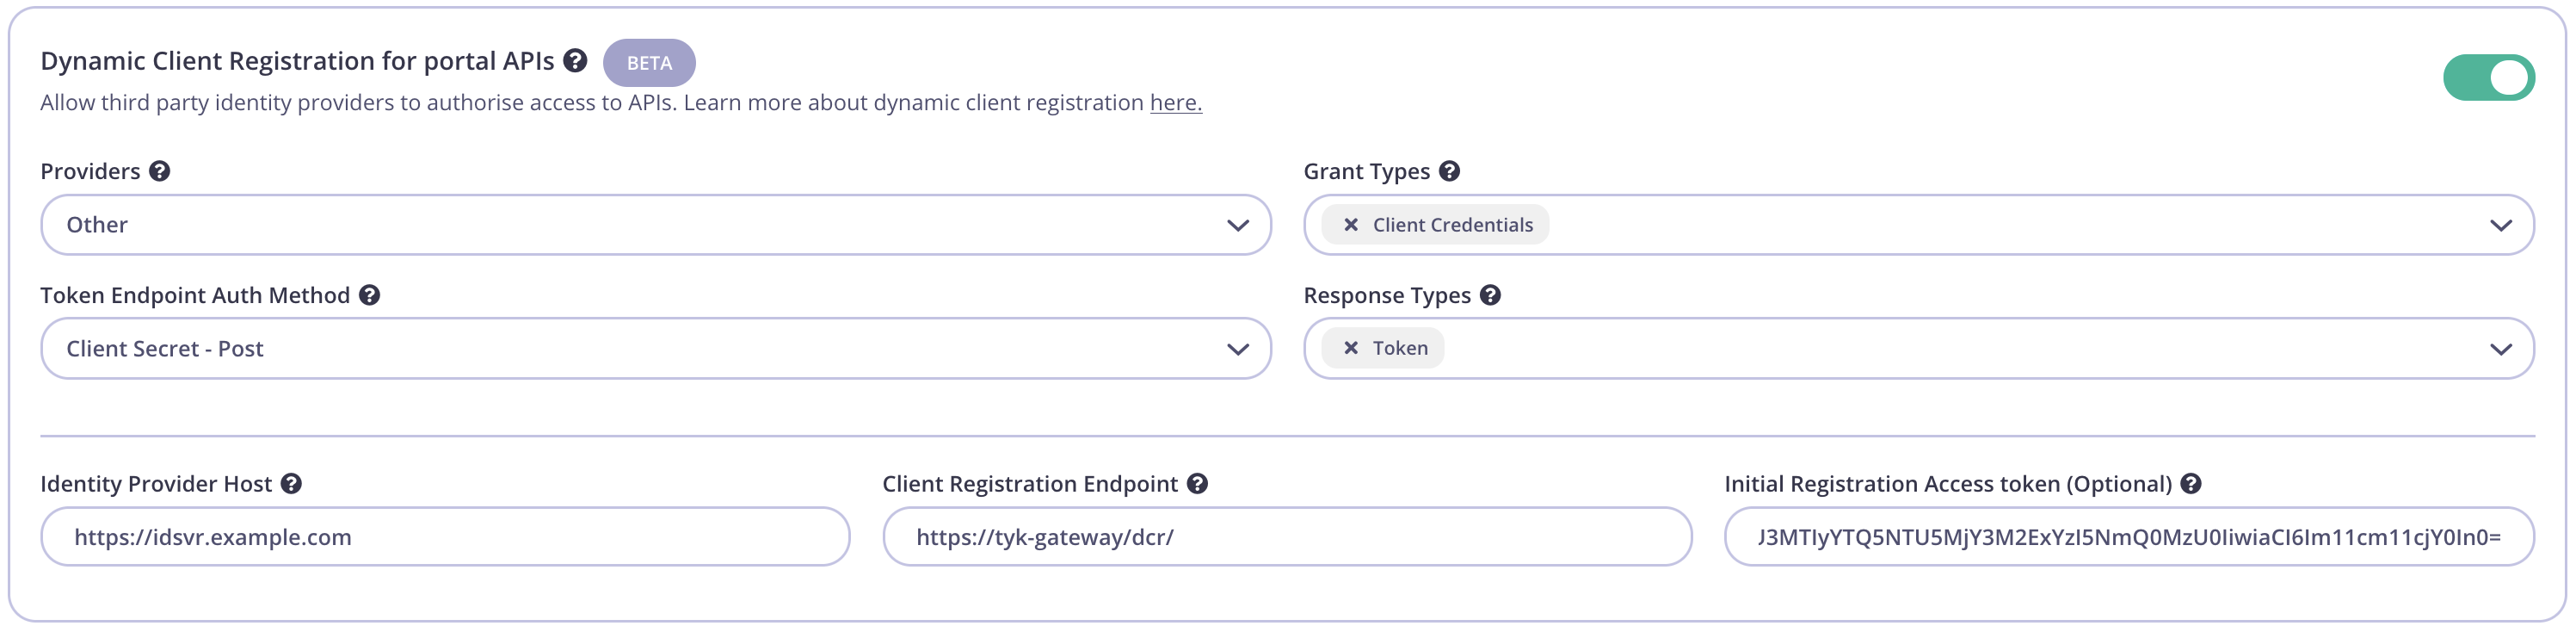 Dynamic Client Registration for portal APIs ? BETA
Allow third party identity providers to authorise access to APIs. Learn more about dynamic client registration here.
Providers ?
Other
Grant Types ?
× Client Credentials
Token Endpoint Auth Method ?
Client Secret - Post
Response Types ?
× Token
Identity Provider Host ?
https://idsvr.example.com
Client Registration Endpoint ?
https://tyk-gateway/dcr/
Initial Registration Access token (Optional) ?
J3MTIyYTQ5NTU5MjY3M2ExYzI5NmQ0MzU0IiwiaCI6Im11cm11cjY0In0=